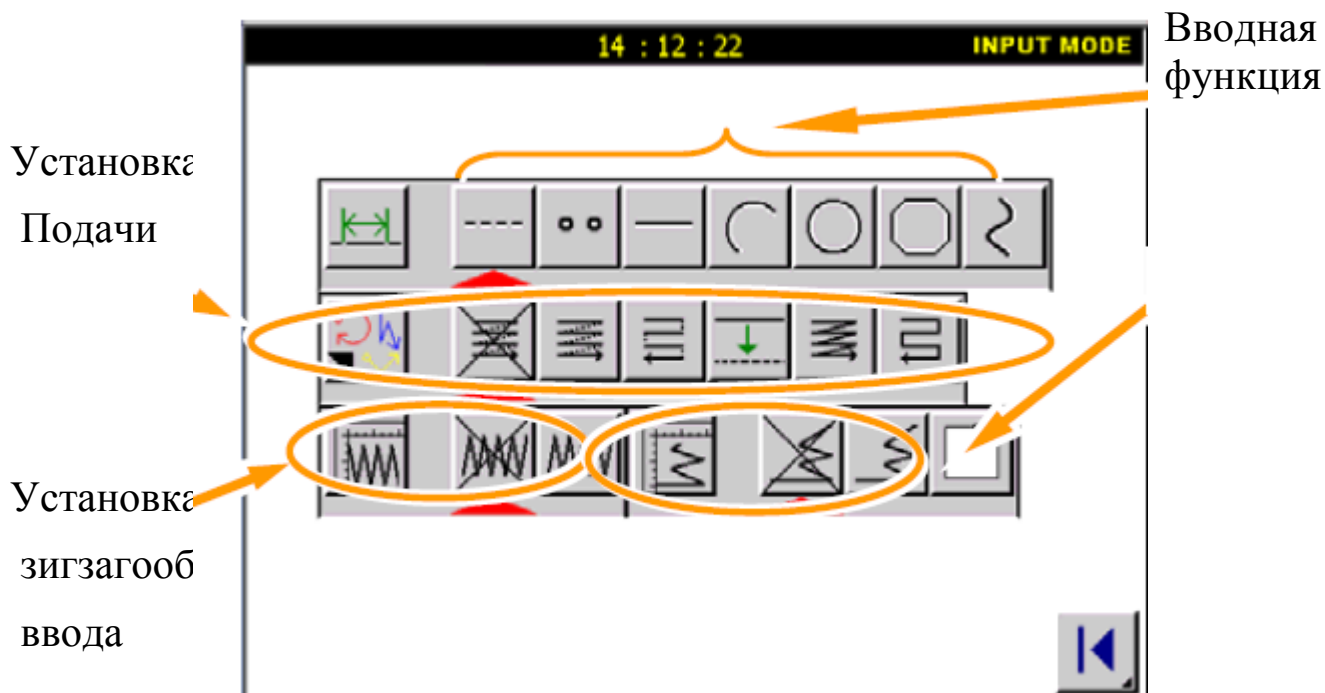 14 : 12 : 22 INPUT MODE
Вводная
функция
Установка
Подачи
Установка
зигзагооб
ввода